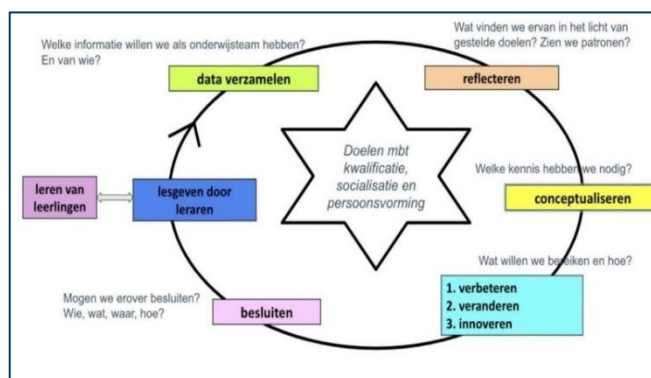 Welke informatie willen we als onderwijsteam hebben?
En van wie?
data verzamelen
Wat vinden we ervan in het licht van
gestelde doelen? Zien we patronen?
reflecteren
Doelen mbt
kwalificatie,
socialisatie en
persoonsvorming
Welke kennis hebben we nodig?
conceptualiseren
leren van
leerlingen
lesgeven door
leraren
Wat willen we bereiken en hoe?
1. verbeteren
2. veranderen
3. innoveren
Mogen we erover besluiten?
Wie, wat, waar, hoe?
besluiten